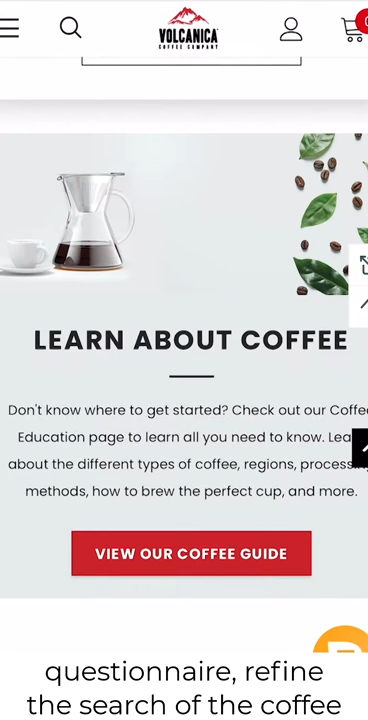 VOLCANICA
COFFEE COMPANY
LEARN ABOUT COFFEE
Don't know where to get started? Check out our Coffee
Education page to learn all you need to know. Lea
about the different types of coffee, regions, process
methods, how to brew the perfect cup, and more.
VIEW OUR COFFEE GUIDE
questionnaire, refine
the search of the coffee